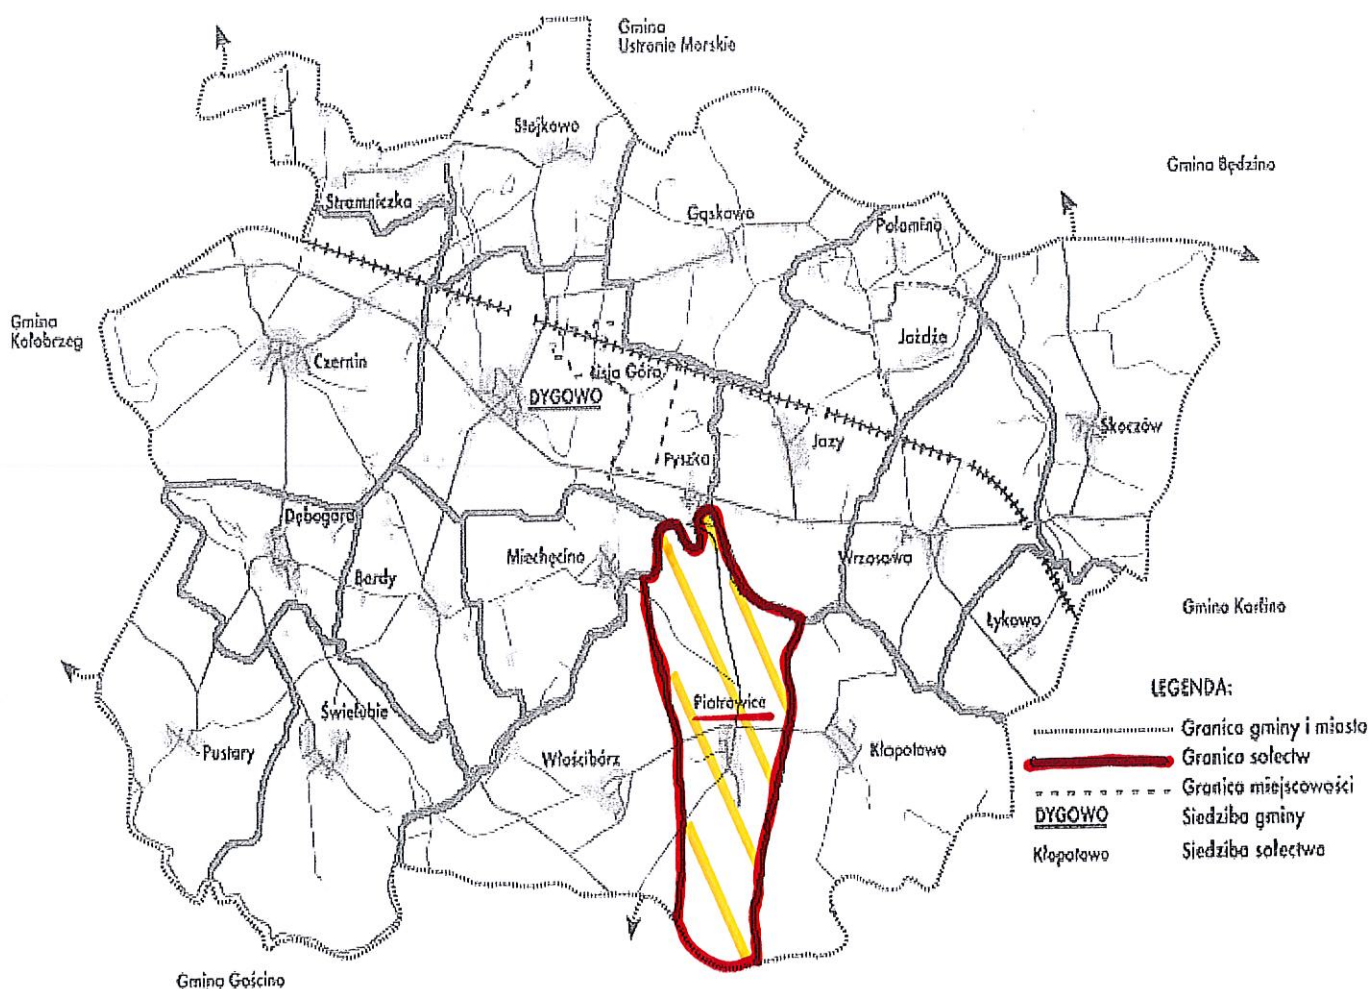 Gmina
Ustronie Morskie
Gmina Będzino
Stojkowo
Stramniczka
Gąskowo
Połomino
Gmina
Kołobrzeg
Czernin
Jażdże
Lisia Góra
DYGOWO
Skoczów
Jazy
Pyszka
Dębogard
Miechęcino
Wrzosowo
Bardy
Gmina Karlino
Łykowo
LEGENDA:
Piotrowice
Świelubie
Granica gminy i miasta
Pustary
Włościbórz
Kłopotowo
Granica sołectw
Granica miejscowości
DYGOWO
Siedziba gminy
Kłopotowo
Siedziba sołectwa
Gmina Gościno